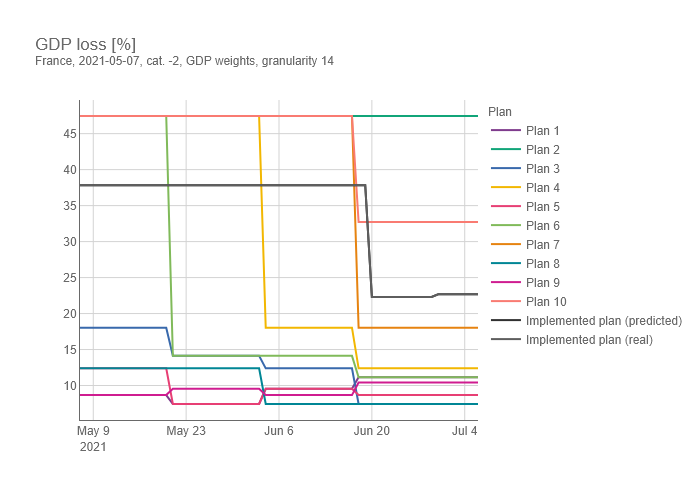 GDP loss [%]
France, 2021-05-07, cat. -2, GDP weights, granularity 14
Plan
45
40
35
30
25
20
15
10
Plan 1
Plan 2
Plan 3
Plan 4
Plan 5
Plan 6
Plan 7
Plan 8
Plan 9
Plan 10
Implemented plan (predicted)
Implemented plan (real)
May 9 May 23 Jun 6 Jun 20 Jul 4
2021